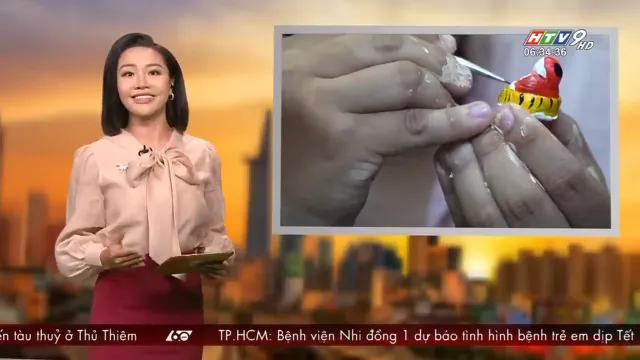 HTV9 HD
06:34:36
ến tàu thuỷ ở Thủ Thiêm
60
TP.HCM: Bệnh viện Nhi đồng 1 dự báo tình hình bệnh trẻ em dịp Tết